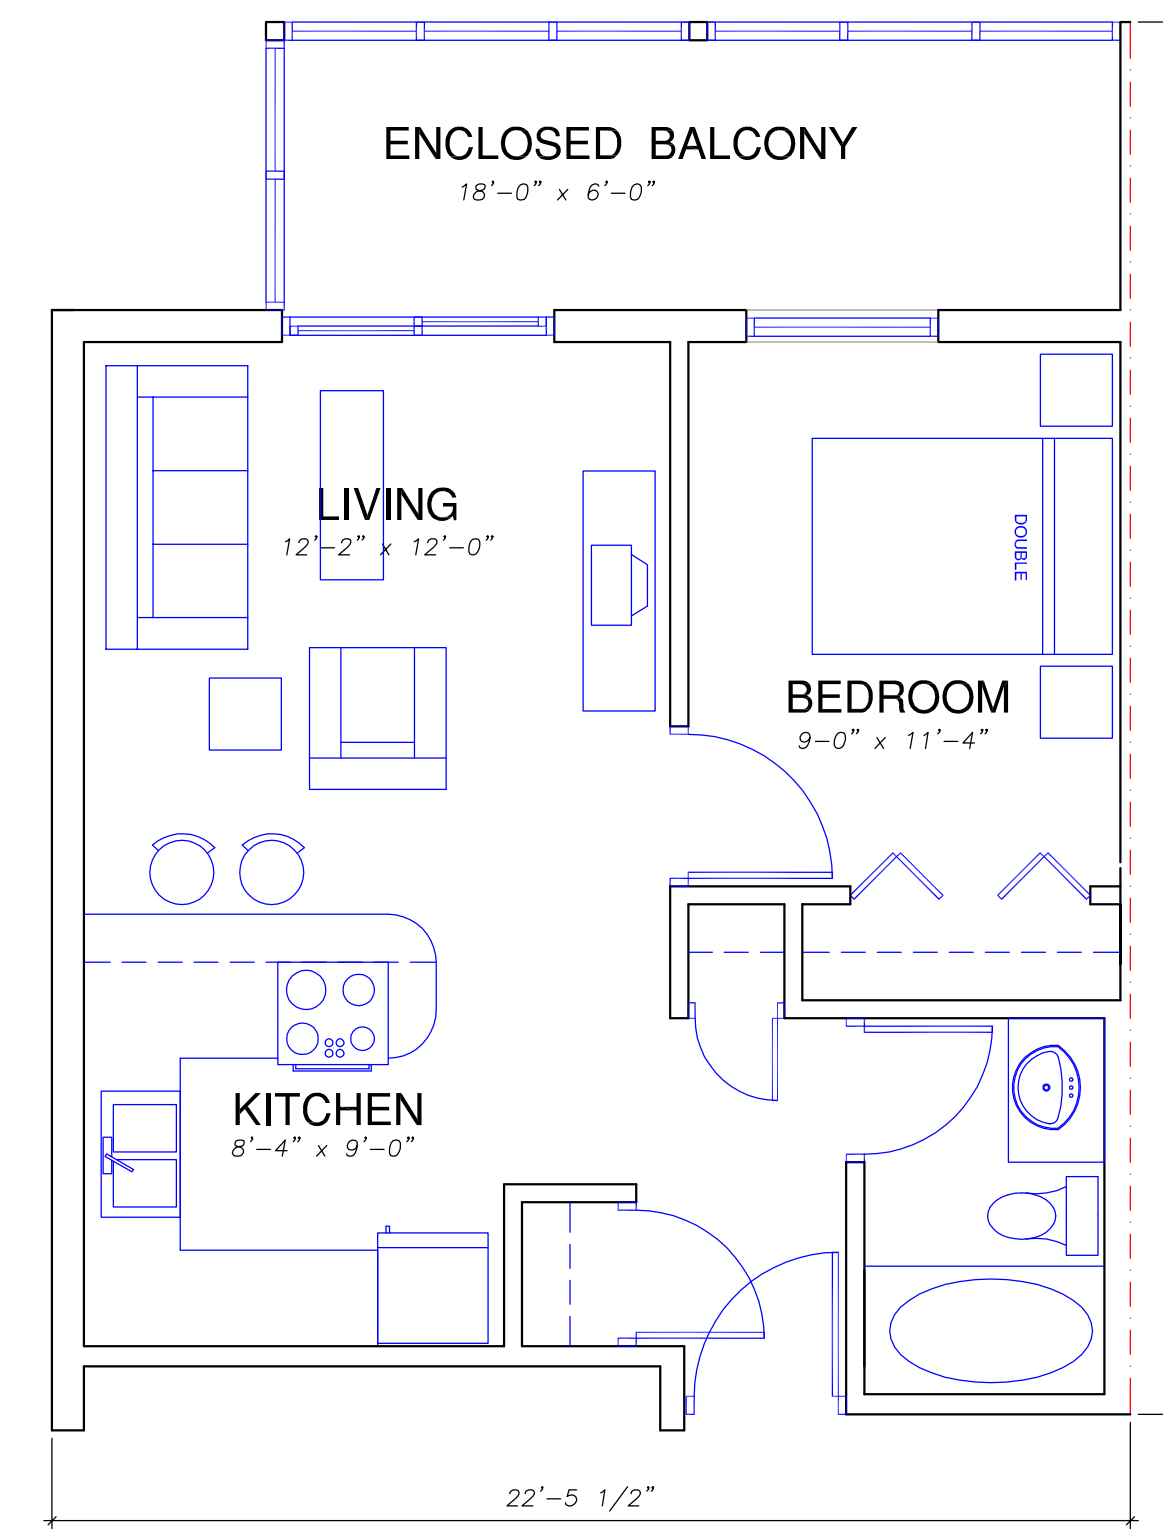 ENCLOSED BALCONY
18'-0" x 6'-0"
LIVING
12'-2" x 12'-0"
DOUBLE
BEDROOM
9-0" x 11'-4"
KITCHEN
8'-4" x 9'-0"
22'-5 1/2"